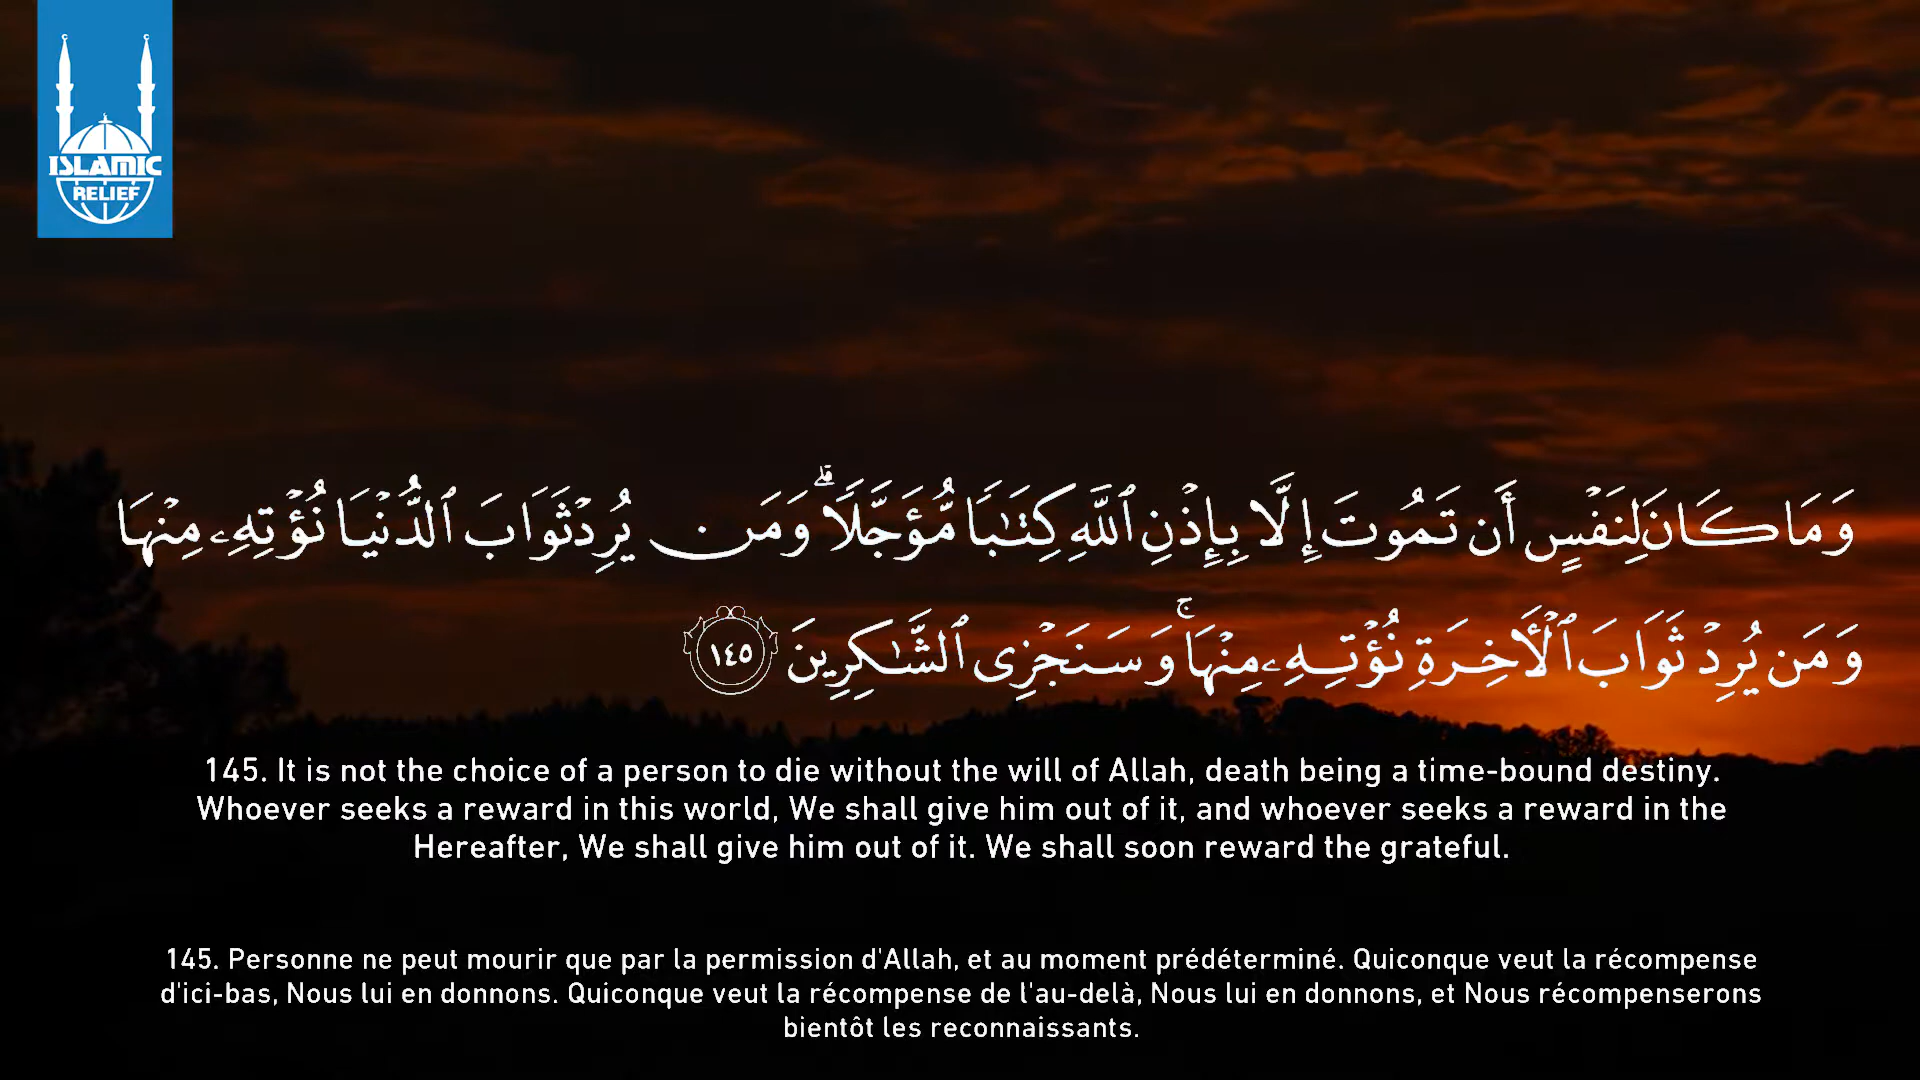 ISLAMIC
RELIEF
وَمَا كَانَ لِنَفْسٍ أَن تَمُوتَ إِلَّا بِإِذْنِ ٱللَّهِ كِتَٰبًا مُّؤَجَّلًا ۗ وَمَن يُرِدْ ثَوَابَ ٱلدُّنْيَا نُؤْتِهِۦ مِنْهَا
وَمَن يُرِدْ ثَوَابَ ٱلْأَخِرَةِ نُؤْتِهِۦ مِنْهَا ۚ وَسَنَجْزِى ٱلشَّٰكِرِينَ ١٤٥
145. It is not the choice of a person to die without the will of Allah, death being a time-bound destiny.
Whoever seeks a reward in this world, We shall give him out of it, and whoever seeks a reward in the
Hereafter, We shall give him out of it. We shall soon reward the grateful.
145. Personne ne peut mourir que par la permission d'Allah, et au moment prédéterminé. Quiconque veut la récompense
d'ici-bas, Nous lui en donnons. Quiconque veut la récompense de l'au-delà, Nous lui en donnons, et Nous récompenserons
bientôt les reconnaissants.